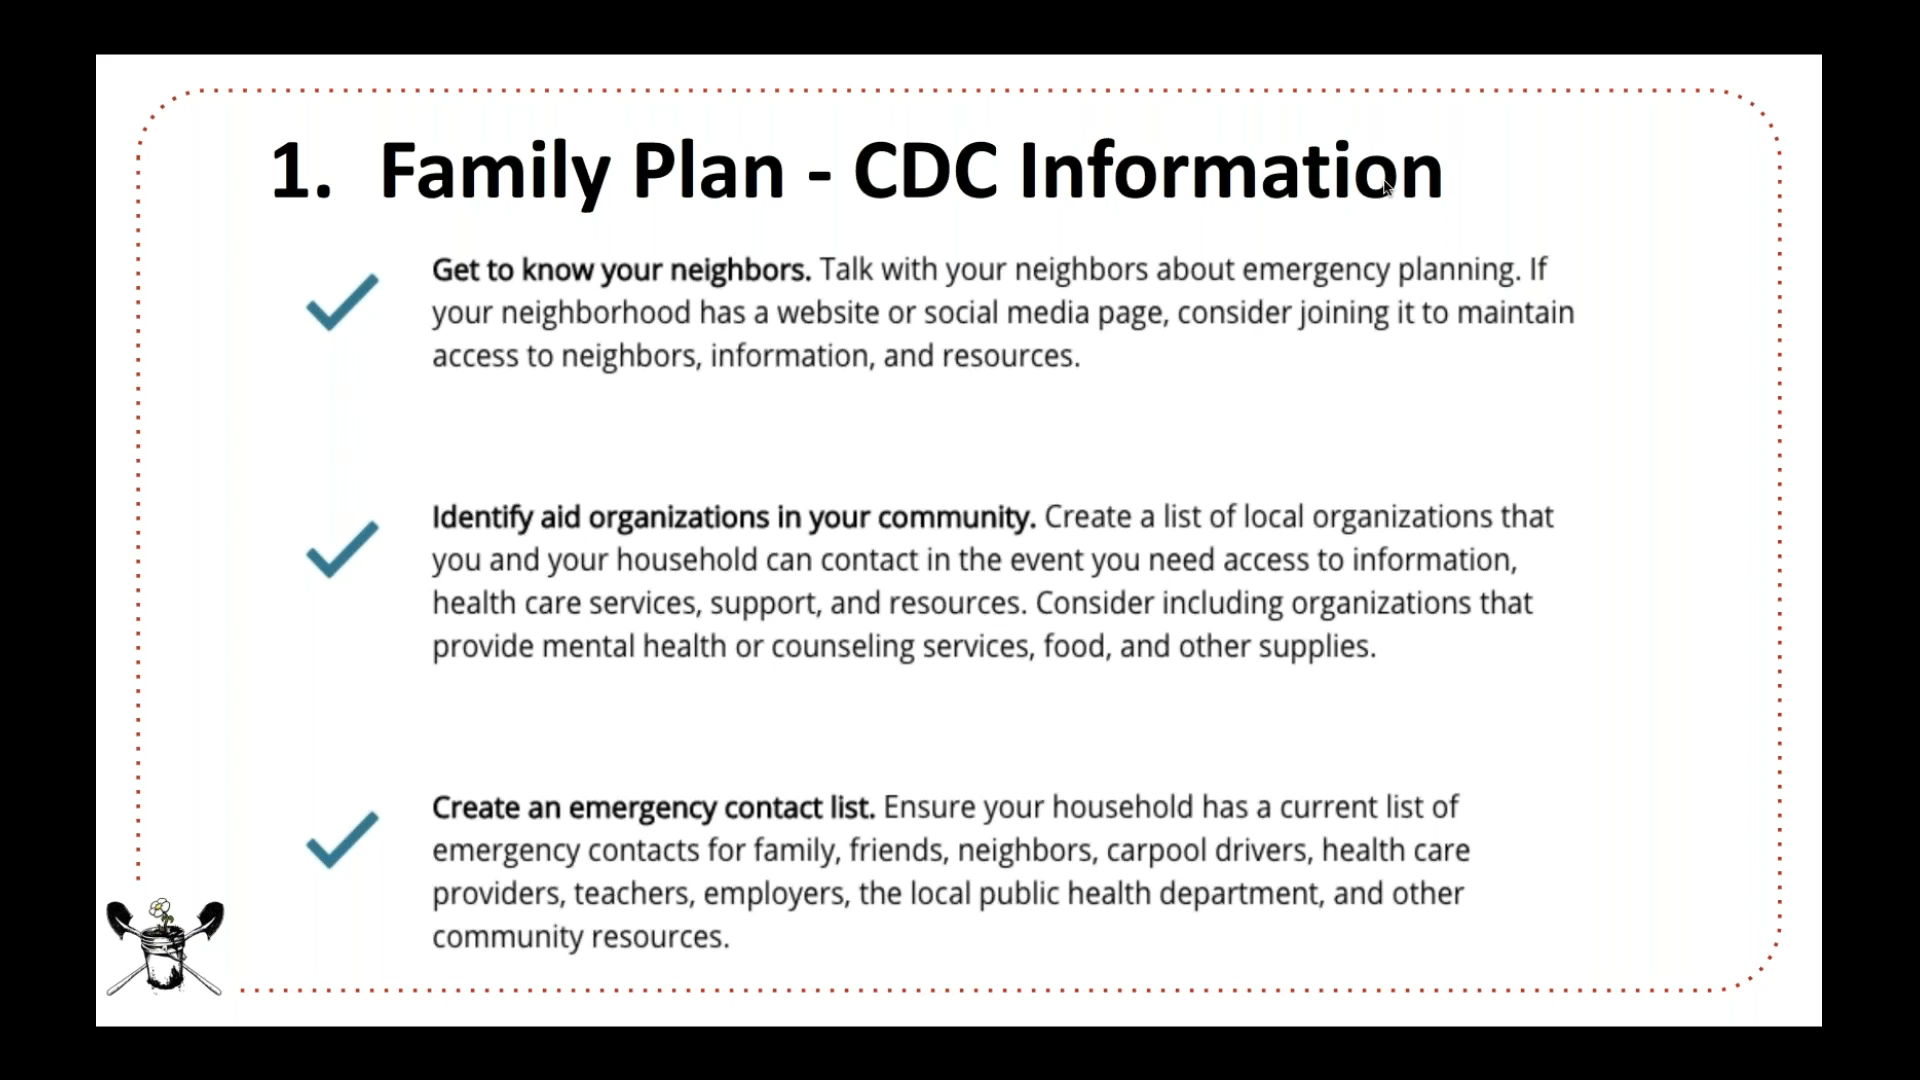 1. Family Plan - CDC Information
Get to know your neighbors. Talk with your neighbors about emergency planning. If
your neighborhood has a website or social media page, consider joining it to maintain
access to neighbors, information, and resources.
Identify aid organizations in your community. Create a list of local organizations that
you and your household can contact in the event you need access to information,
health care services, support, and resources. Consider including organizations that
provide mental health or counseling services, food, and other supplies.
Create an emergency contact list. Ensure your household has a current list of
emergency contacts for family, friends, neighbors, carpool drivers, health care
providers, teachers, employers, the local public health department, and other
community resources.